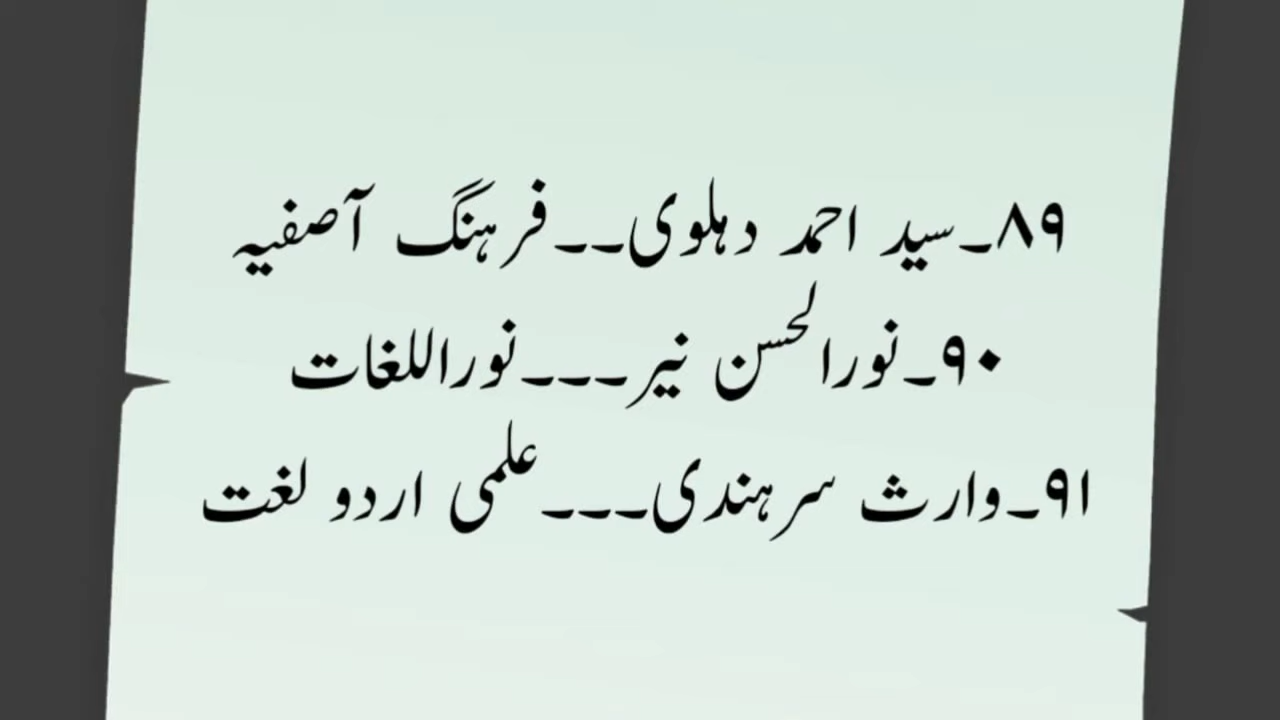 ۸۹۔سید احمد دہلوی۔۔فرہنگ آصفیہ
۹۰۔نورالحسن نیر۔۔۔نوراللغات
۹۱۔وارث سرہندی۔۔۔علمی اردو لغت